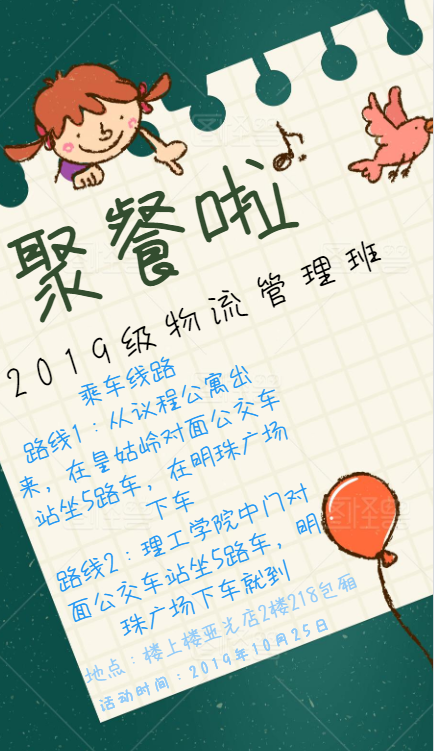 聚餐啦
2019级物流管理班
乘车线路
路线1：从议程公寓出
来，在皇姑岭对面公交车
站坐5路车，在明珠广场
下车
路线2：理工学院中门对
面公交车站坐5路车，明
珠广场下车就到
地点：楼上楼亚光店2楼218包厢
活动时间：2019年10月25日